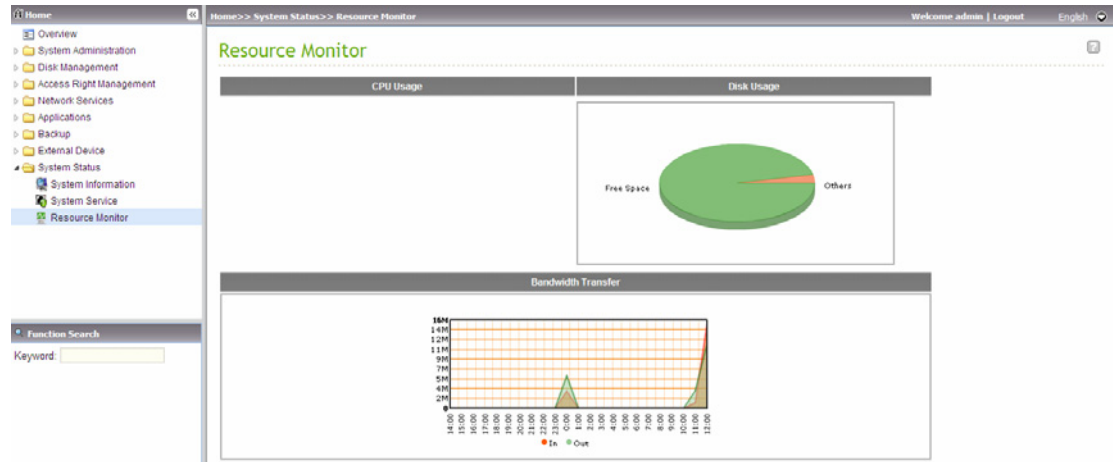 Home
Home>> System Status>> Resource Monitor
Welcome admin | Logout
English
Overview
System Administration
Disk Management
Access Right Management
Network Services
Applications
Backup
External Device
System Status
System Information
System Service
Resource Monitor
Function Search
Keyword:
Resource Monitor
?
CPU Usage
Disk Usage
Free Space
Others
Bandwidth Transfer
16M
14M
12M
11M
9M
7M
5M
4M
2M
0
14:00
15:00
16:00
17:00
18:00
19:00
20:00
21:00
22:00
23:00
0:00
1:00
2:00
3:00
4:00
5:00
6:00
7:00
8:00
9:00
10:00
11:00
12:00
In
Out